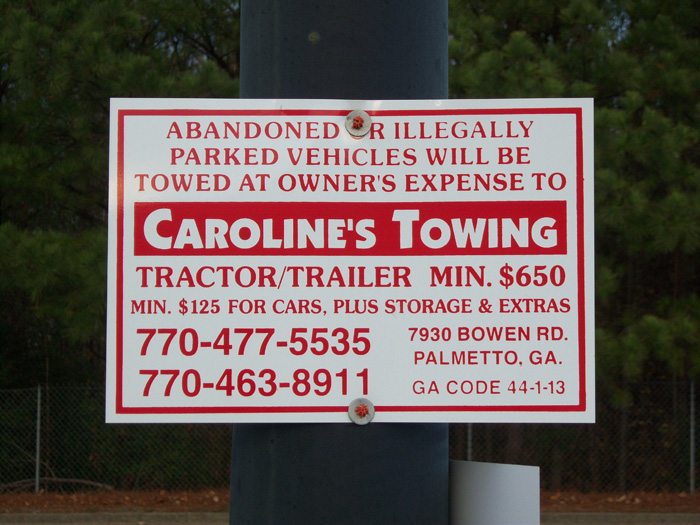 ABANDONED R ILLEGALLY
PARKED VEHICLES WILL BE
TOWED AT OWNER'S EXPENSE TO
CAROLINE'S TOWING
TRACTOR/TRAILER MIN. $650
MIN. $125 FOR CARS, PLUS STORAGE & EXTRAS
770-477-5535
770-463-8911
7930 BOWEN RD.
PALMETTO, GA.
GA CODE 44-1-13